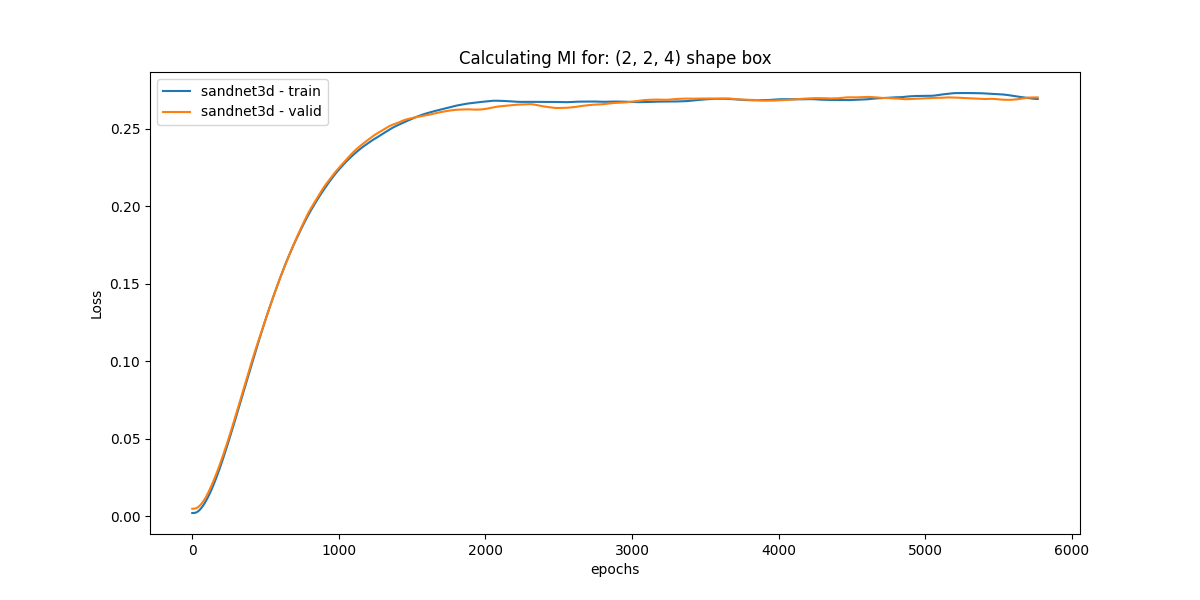 Calculating MI for: (2, 2, 4) shape box
sandnet3d - train
sandnet3d - valid
Loss
0.25
0.20
0.15
0.10
0.05
0.00
0 1000 2000 3000 4000 5000 6000
epochs